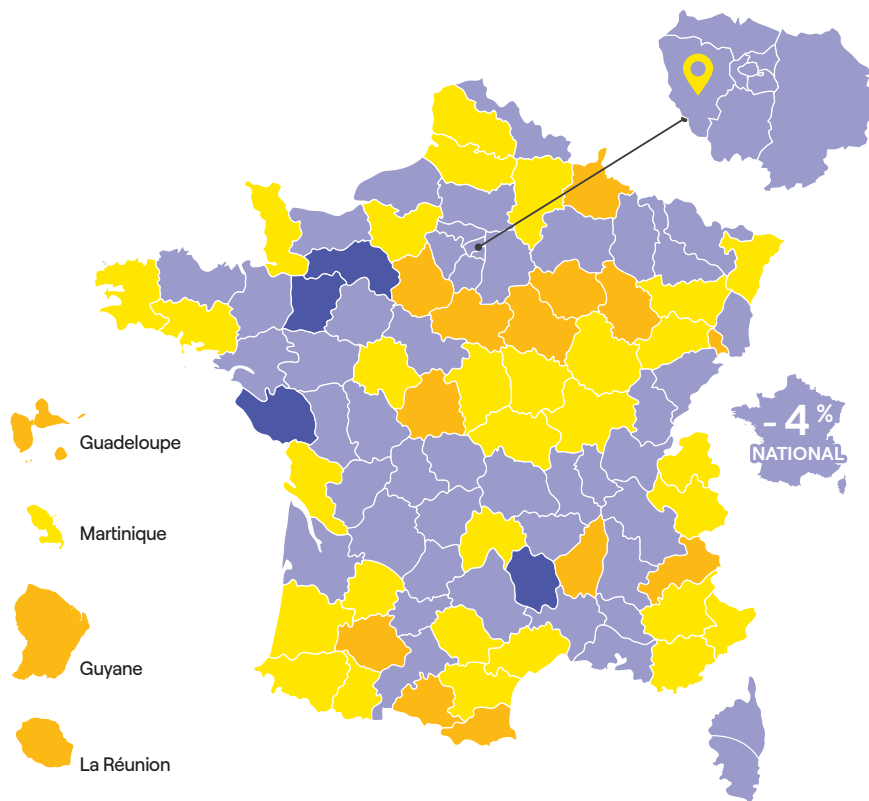 - 4 %
NATIONAL
Guadeloupe
Martinique
Guyane
La Réunion